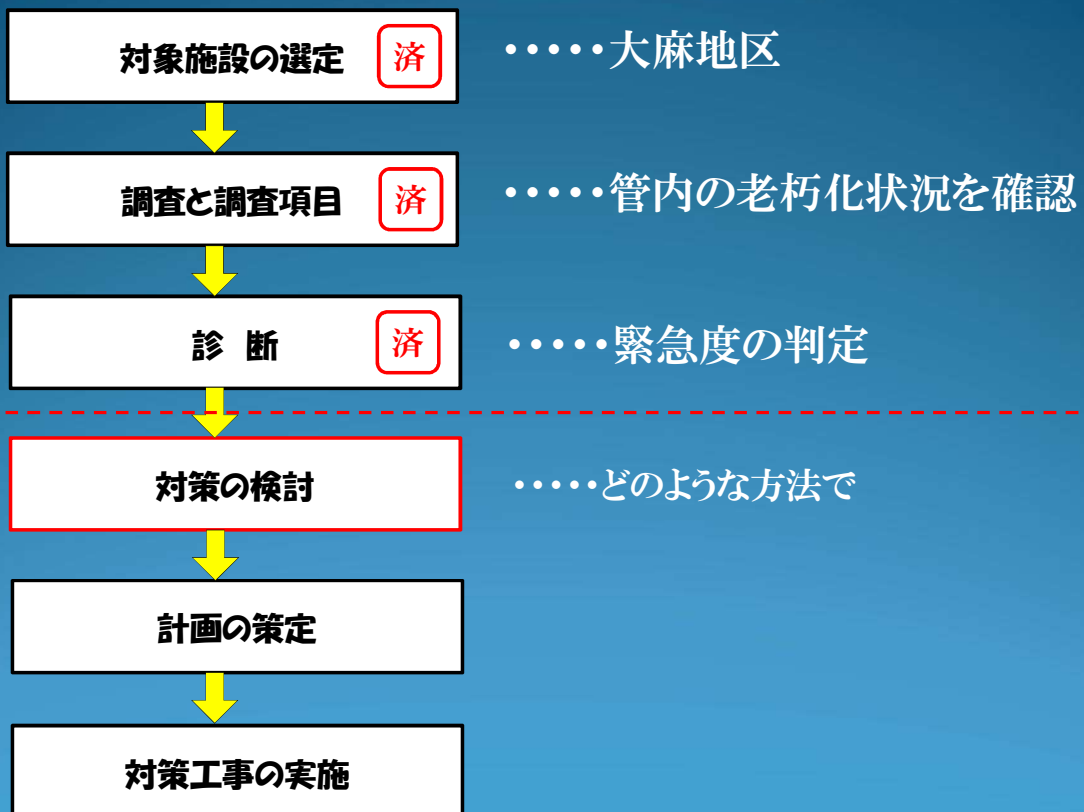 対象施設の選定 済 ・・・・・大麻地区
調査と調査項目 済 ・・・・・管内の老朽化状況を確認
診 断 済 ・・・・・緊急度の判定
対策の検討 ・・・・・どのような方法で
計画の策定
対策工事の実施